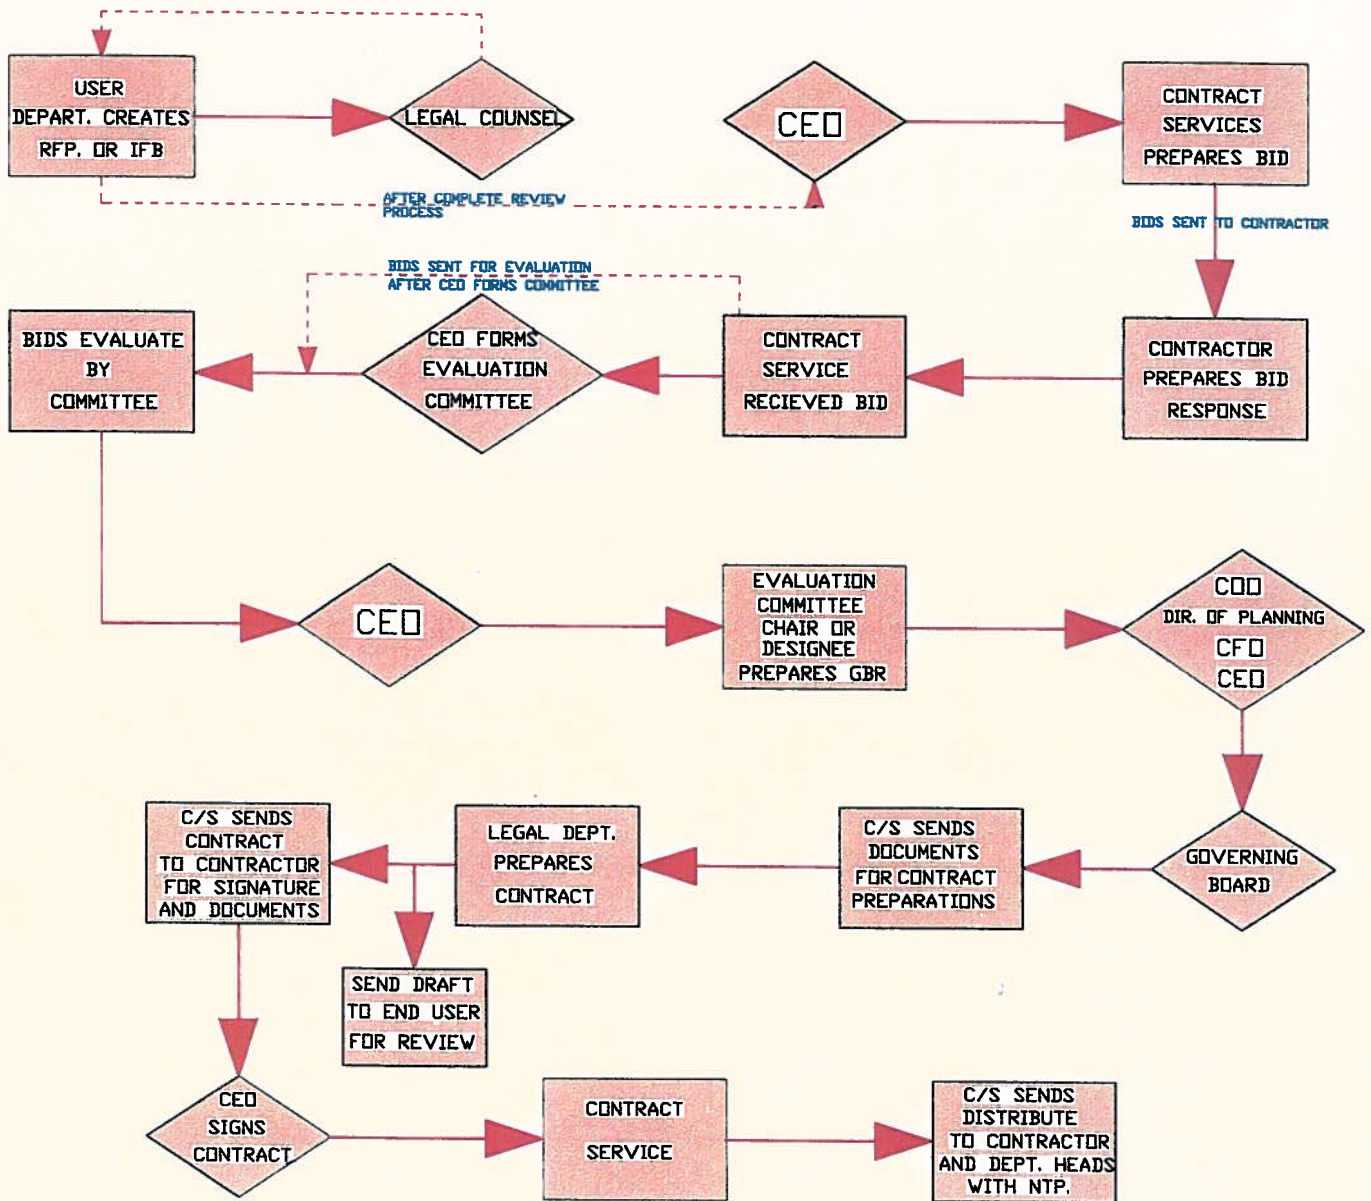 USER
DEPART. CREATES
RFP. OR IFB
LEGAL COUNSEL
CEO
CONTRACT
SERVICES
PREPARES BID
AFTER COMPLETE REVIEW
PROCESS
BIDS SENT TO CONTRACTOR
BIDS SENT FOR EVALUATION
AFTER CEO FORMS COMMITTEE
BIDS EVALUATE
BY
COMMITTEE
CEO FORMS
EVALUATION
COMMITTEE
CONTRACT
SERVICE
RECIEVED BID
CONTRACTOR
PREPARES BID
RESPONSE
CEO
EVALUATION
COMMITTEE
CHAIR OR
DESIGNEE
PREPARES GBR
COO
DIR. OF PLANNING
CFO
CEO
C/S SENDS
CONTRACT
TO CONTRACTOR
FOR SIGNATURE
AND DOCUMENTS
LEGAL DEPT.
PREPARES
CONTRACT
C/S SENDS
DOCUMENTS
FOR CONTRACT
PREPARATIONS
GOVERNING
BOARD
SEND DRAFT
TO END USER
FOR REVIEW
CEO
SIGNS
CONTRACT
CONTRACT
SERVICE
C/S SENDS
DISTRIBUTE
TO CONTRACTOR
AND DEPT. HEADS
WITH NTP.